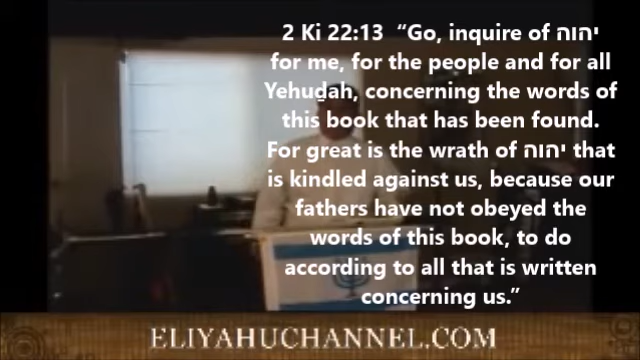 2 Ki 22:13 “Go, inquire of יהוה
for me, for the people and for all
Yehuḏah, concerning the words of
this book that has been found.
For great is the wrath of יהוה that
is kindled against us, because our
fathers have not obeyed the
words of this book, to do
according to all that is written
concerning us.”
ELIYAHUCHANNEL.COM